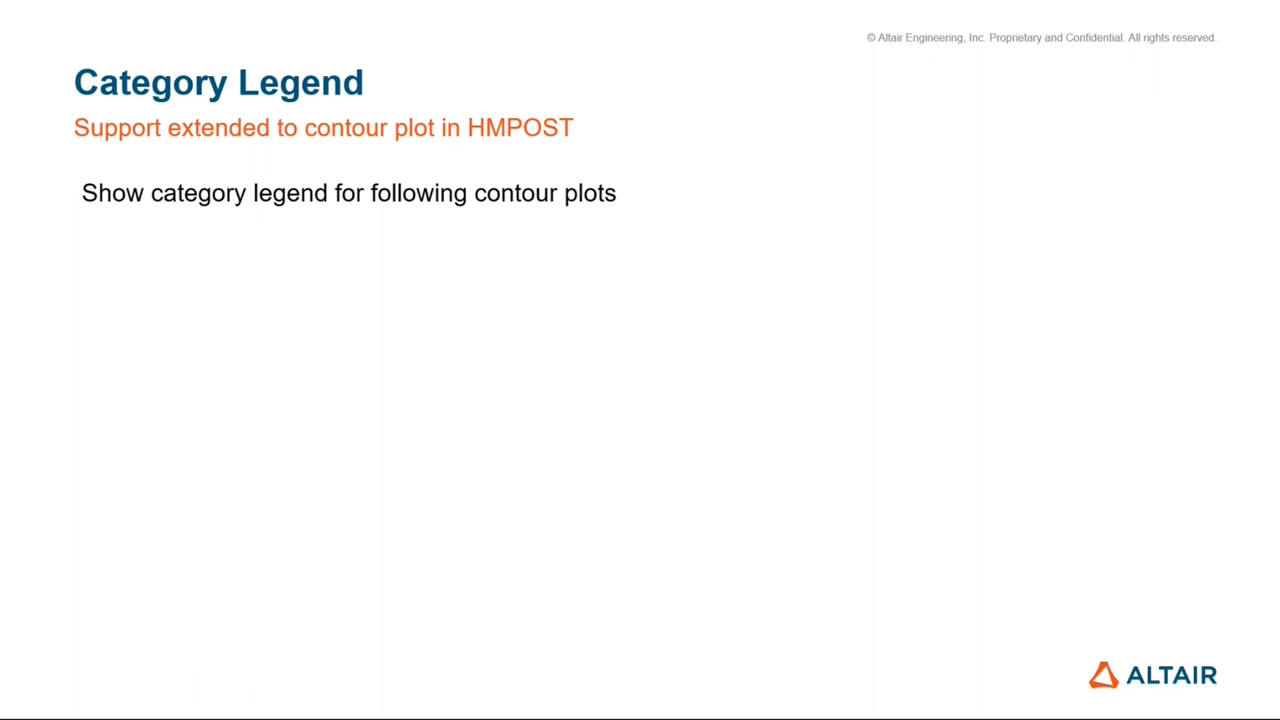 © Altair Engineering, Inc. Proprietary and Confidential. All rights reserved.
Category Legend
Support extended to contour plot in HMPOST
Show category legend for following contour plots
ALTAIR